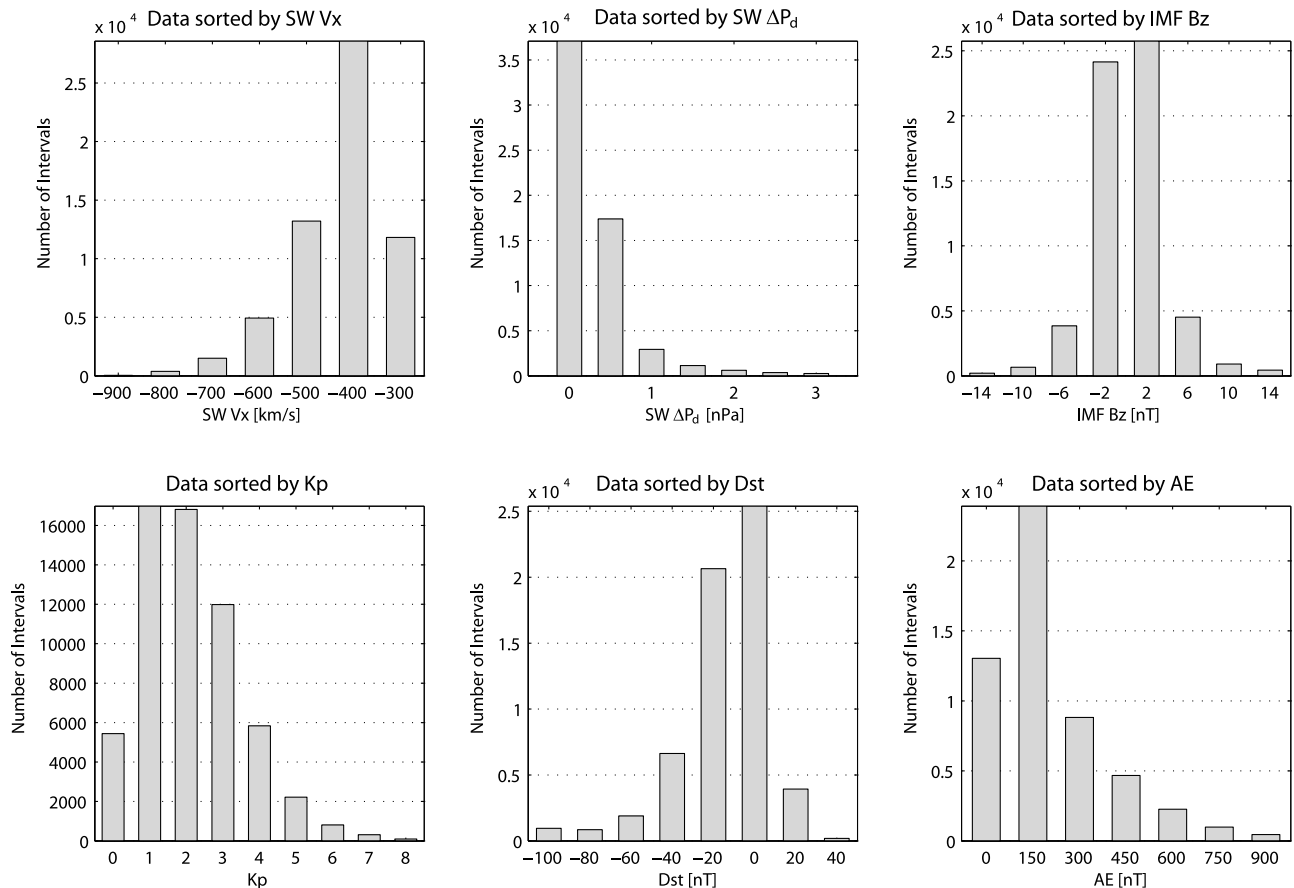 x 10⁴ Data sorted by SW Vx
2.5
2
1.5
1
0.5
0
Number of Intervals
−900 −800 −700 −600 −500 −400 −300
SW Vx [km/s]
x 10⁴ Data sorted by SW ΔP_d
3.5
3
2.5
2
1.5
1
0.5
0
Number of Intervals
0 1 2 3
SW ΔP_d [nPa]
x 10⁴ Data sorted by IMF Bz
2.5
2
1.5
1
0.5
0
Number of Intervals
−14 −10 −6 −2 2 6 10 14
IMF Bz [nT]
Data sorted by Kp
16000
14000
12000
10000
8000
6000
4000
2000
0
Number of Intervals
0 1 2 3 4 5 6 7 8
Kp
x 10⁴ Data sorted by Dst
2.5
2
1.5
1
0.5
0
Number of Intervals
−100 −80 −60 −40 −20 0 20 40
Dst [nT]
x 10⁴ Data sorted by AE
2
1.5
1
0.5
0
Number of Intervals
0 150 300 450 600 750 900
AE [nT]